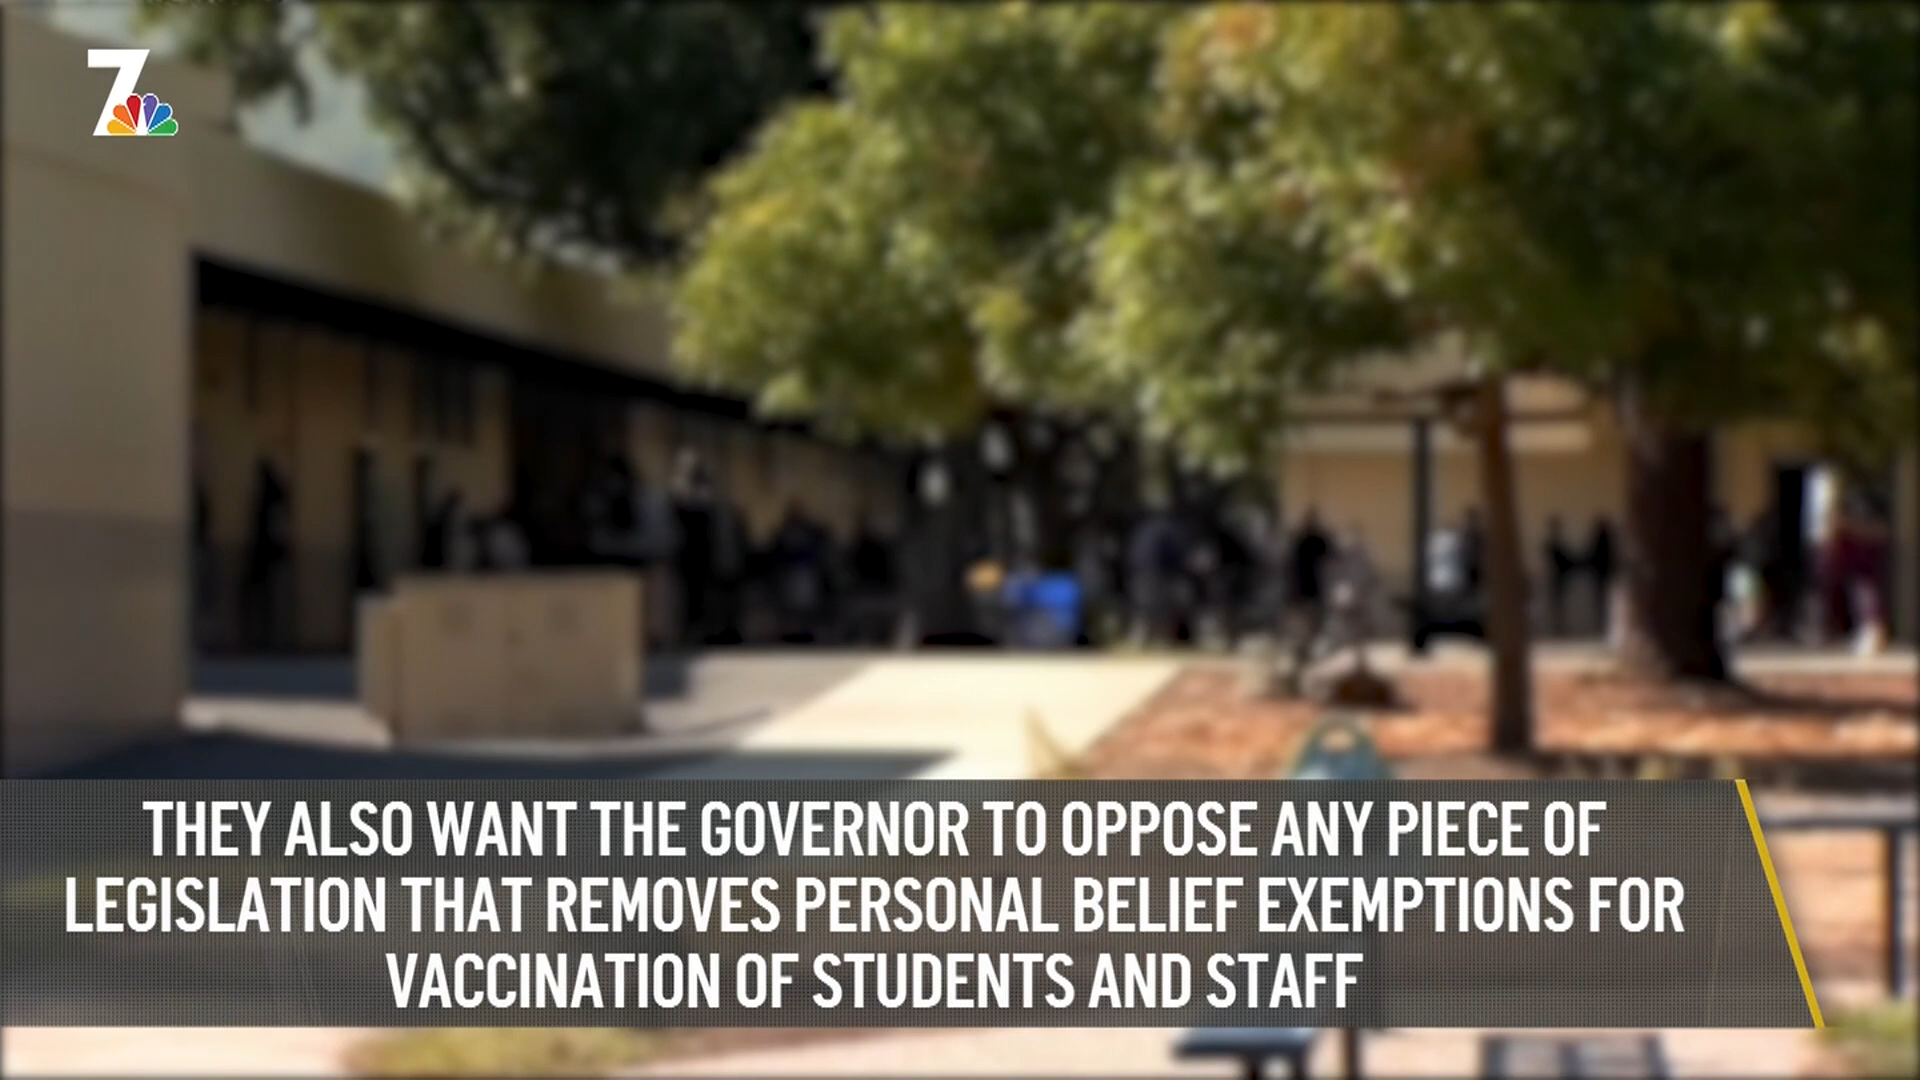 7
THEY ALSO WANT THE GOVERNOR TO OPPOSE ANY PIECE OF
LEGISLATION THAT REMOVES PERSONAL BELIEF EXEMPTIONS FOR
VACCINATION OF STUDENTS AND STAFF